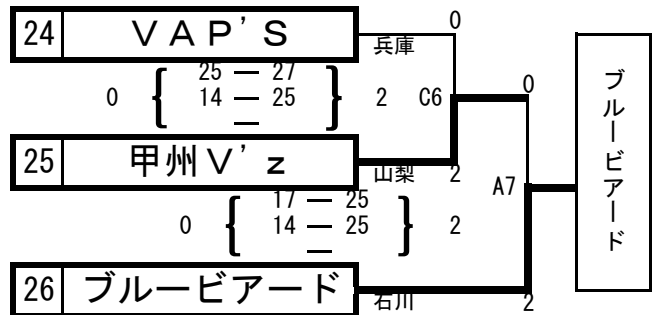 24 ＶＡＰ’Ｓ 兵庫 0
25 ― 27
0 { 14 ― 25 } 2 C6 0
―
25 甲州Ｖ’ｚ 山梨 2
A7
17 ― 25
0 { 14 ― 25 } 2
―
26 ブルービアード 石川 2
ブルービアード